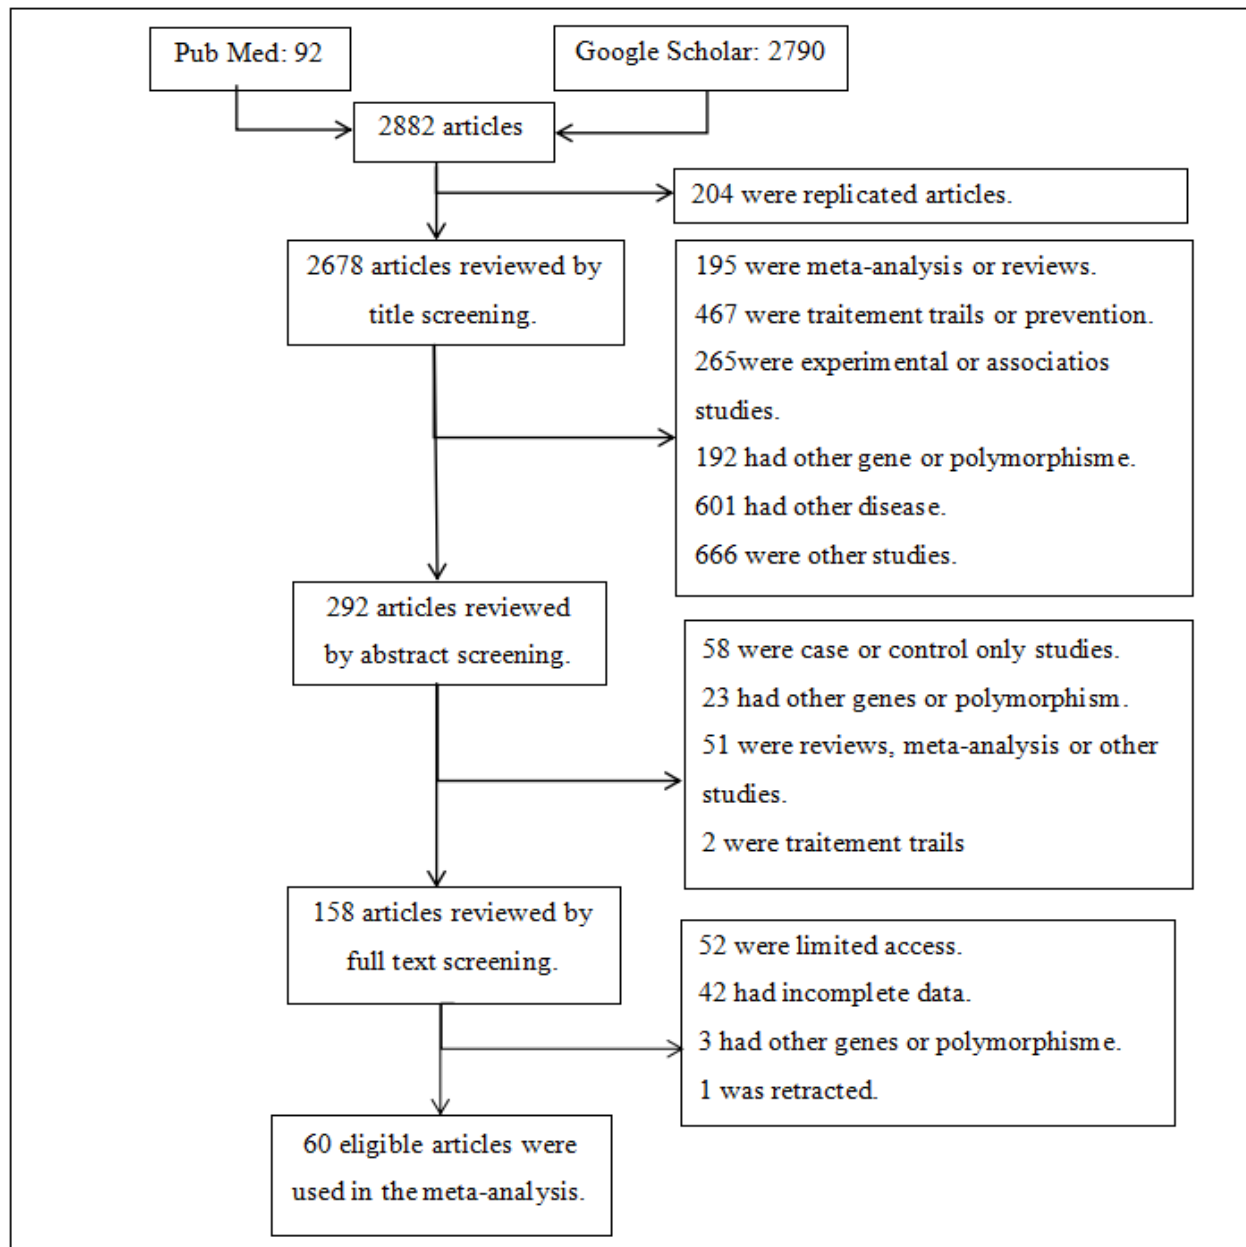 Pub Med: 92
Google Scholar: 2790
2882 articles
204 were replicated articles.
2678 articles reviewed by
title screening.
195 were meta-analysis or reviews.
467 were traitement trails or prevention.
265were experimental or associatios
studies.
192 had other gene or polymorphisme.
601 had other disease.
666 were other studies.
292 articles reviewed
by abstract screening.
58 were case or control only studies.
23 had other genes or polymorphism.
51 were reviews, meta-analysis or other
studies.
2 were traitement trails
158 articles reviewed by
full text screening.
52 were limited access.
42 had incomplete data.
3 had other genes or polymorphisme.
1 was retracted.
60 eligible articles were
used in the meta-analysis.